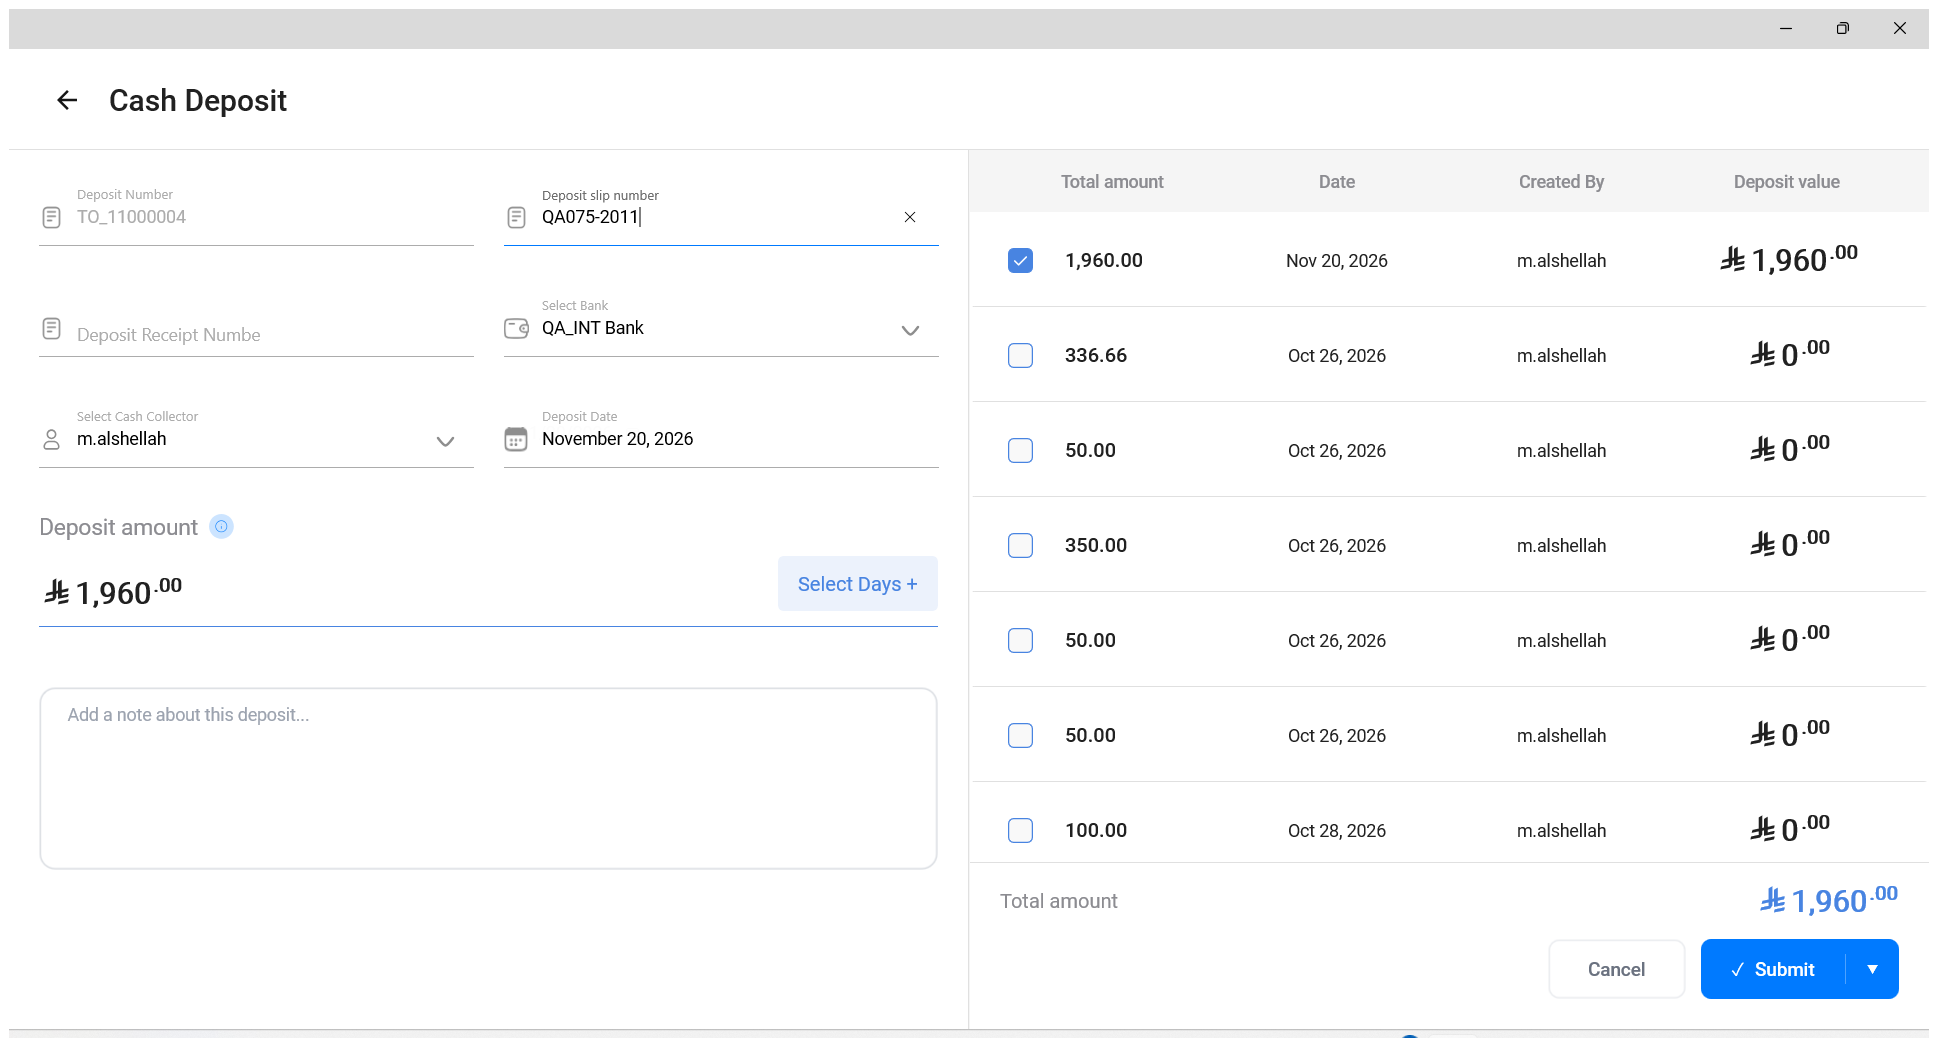 Cash Deposit
Deposit Number
TO_11000004
Deposit slip number
QA075-2011
Deposit Receipt Numbe
Select Bank
QA_INT Bank
Select Cash Collector
m.alshellah
Deposit Date
November 20, 2026
Deposit amount
⃁ 1,960.00
Select Days +
Add a note about this deposit...
Total amount Date Created By Deposit value
1,960.00 Nov 20, 2026 m.alshellah ⃁ 1,960.00
336.66 Oct 26, 2026 m.alshellah ⃁ 0.00
50.00 Oct 26, 2026 m.alshellah ⃁ 0.00
350.00 Oct 26, 2026 m.alshellah ⃁ 0.00
50.00 Oct 26, 2026 m.alshellah ⃁ 0.00
50.00 Oct 26, 2026 m.alshellah ⃁ 0.00
100.00 Oct 28, 2026 m.alshellah ⃁ 0.00
Total amount ⃁ 1,960.00
Cancel
✓ Submit